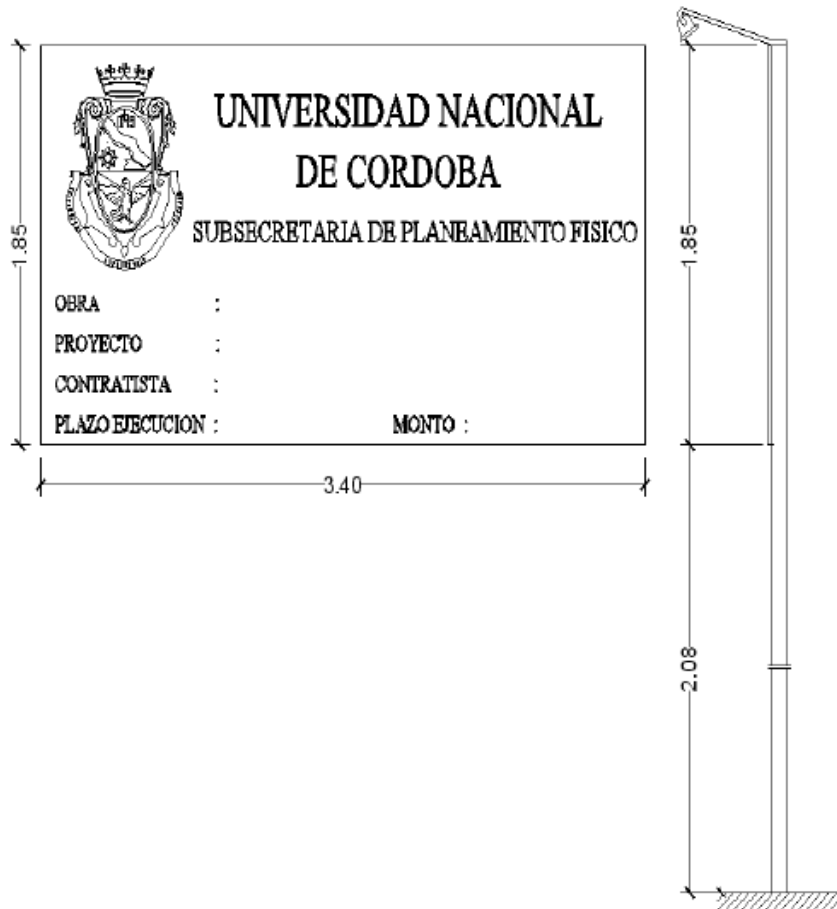 UNIVERSIDAD NACIONAL
DE CORDOBA
SUBSECRETARIA DE PLANEAMIENTO FISICO
OBRA :
PROYECTO :
CONTRATISTA :
PLAZO EJECUCION : MONTO :
1.85
3.40
1.85
2.08